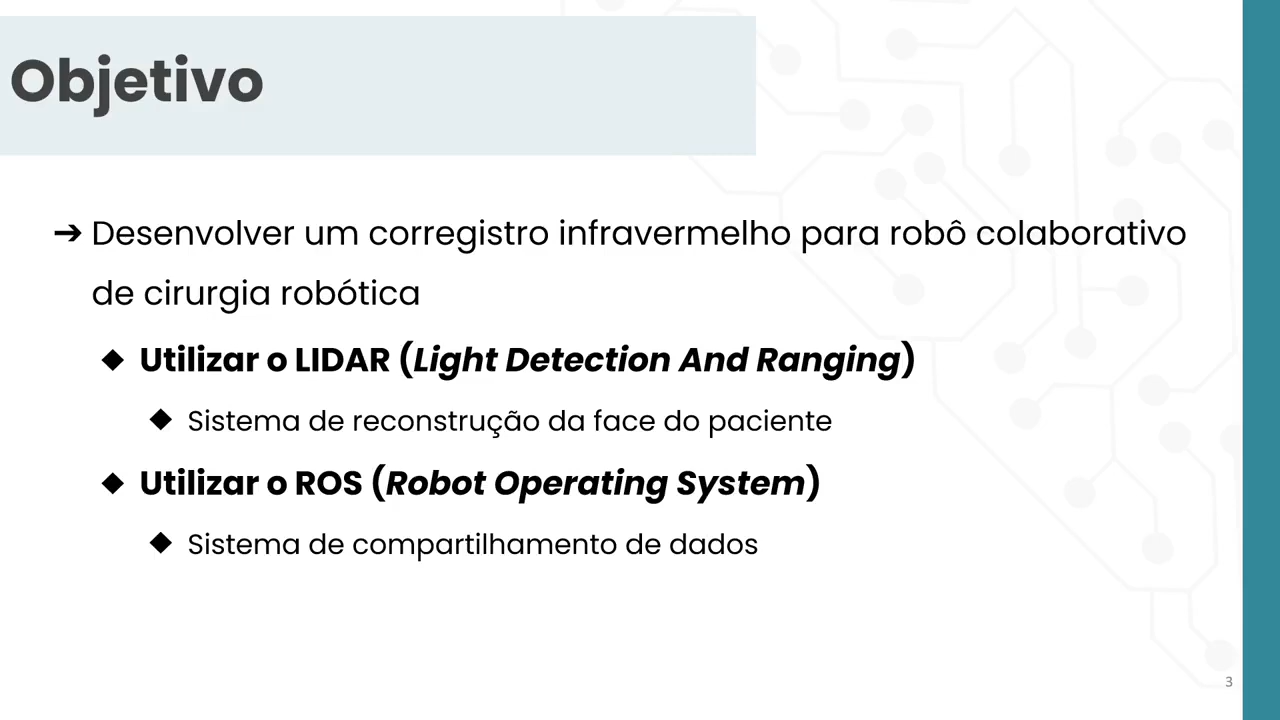 Objetivo
➔ Desenvolver um corregistro infravermelho para robô colaborativo
de cirurgia robótica
◆ Utilizar o LIDAR (Light Detection And Ranging)
◆ Sistema de reconstrução da face do paciente
◆ Utilizar o ROS (Robot Operating System)
◆ Sistema de compartilhamento de dados
3